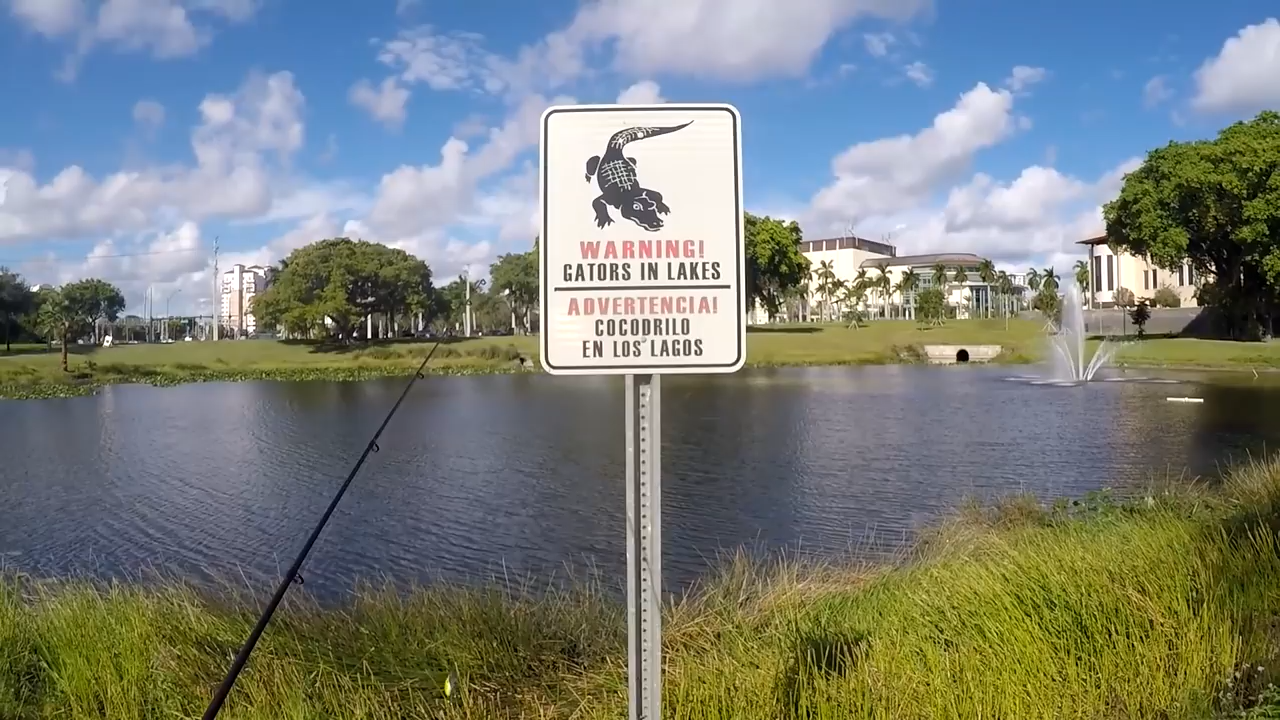 WARNING!
GATORS IN LAKES
ADVERTENCIA!
COCODRILO
EN LOS LAGOS